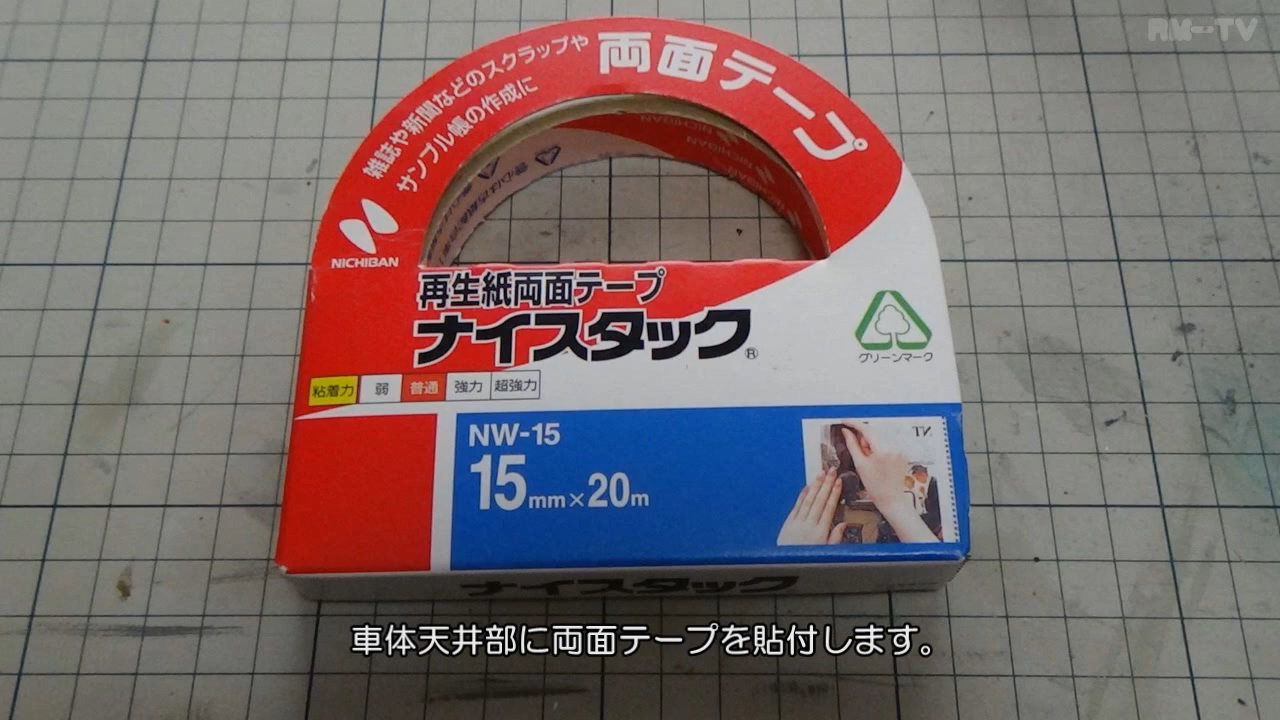 RM-TV
両面テープ
雑誌や新聞などのスクラップや
サンプル帳の作成に
NICHIBAN
再生紙両面テープ
ナイスタック®
グリーンマーク
粘着力 弱 普通 強力 超強力
NW-15
15mm×20m
ナイスタック
車体天井部に両面テープを貼付します。